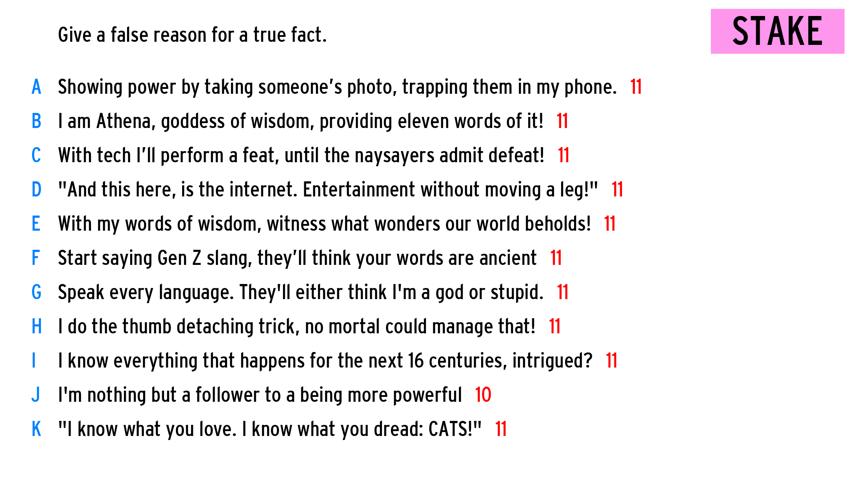 Give a false reason for a true fact.
STAKE
A Showing power by taking someone's photo, trapping them in my phone. 11
B I am Athena, goddess of wisdom, providing eleven words of it! 11
C With tech I'll perform a feat, until the naysayers admit defeat! 11
D "And this here, is the internet. Entertainment without moving a leg!" 11
E With my words of wisdom, witness what wonders our world beholds! 11
F Start saying Gen Z slang, they'll think your words are ancient 11
G Speak every language. They'll either think I'm a god or stupid. 11
H I do the thumb detaching trick, no mortal could manage that! 11
I I know everything that happens for the next 16 centuries, intrigued? 11
J I'm nothing but a follower to a being more powerful 10
K "I know what you love. I know what you dread: CATS!" 11